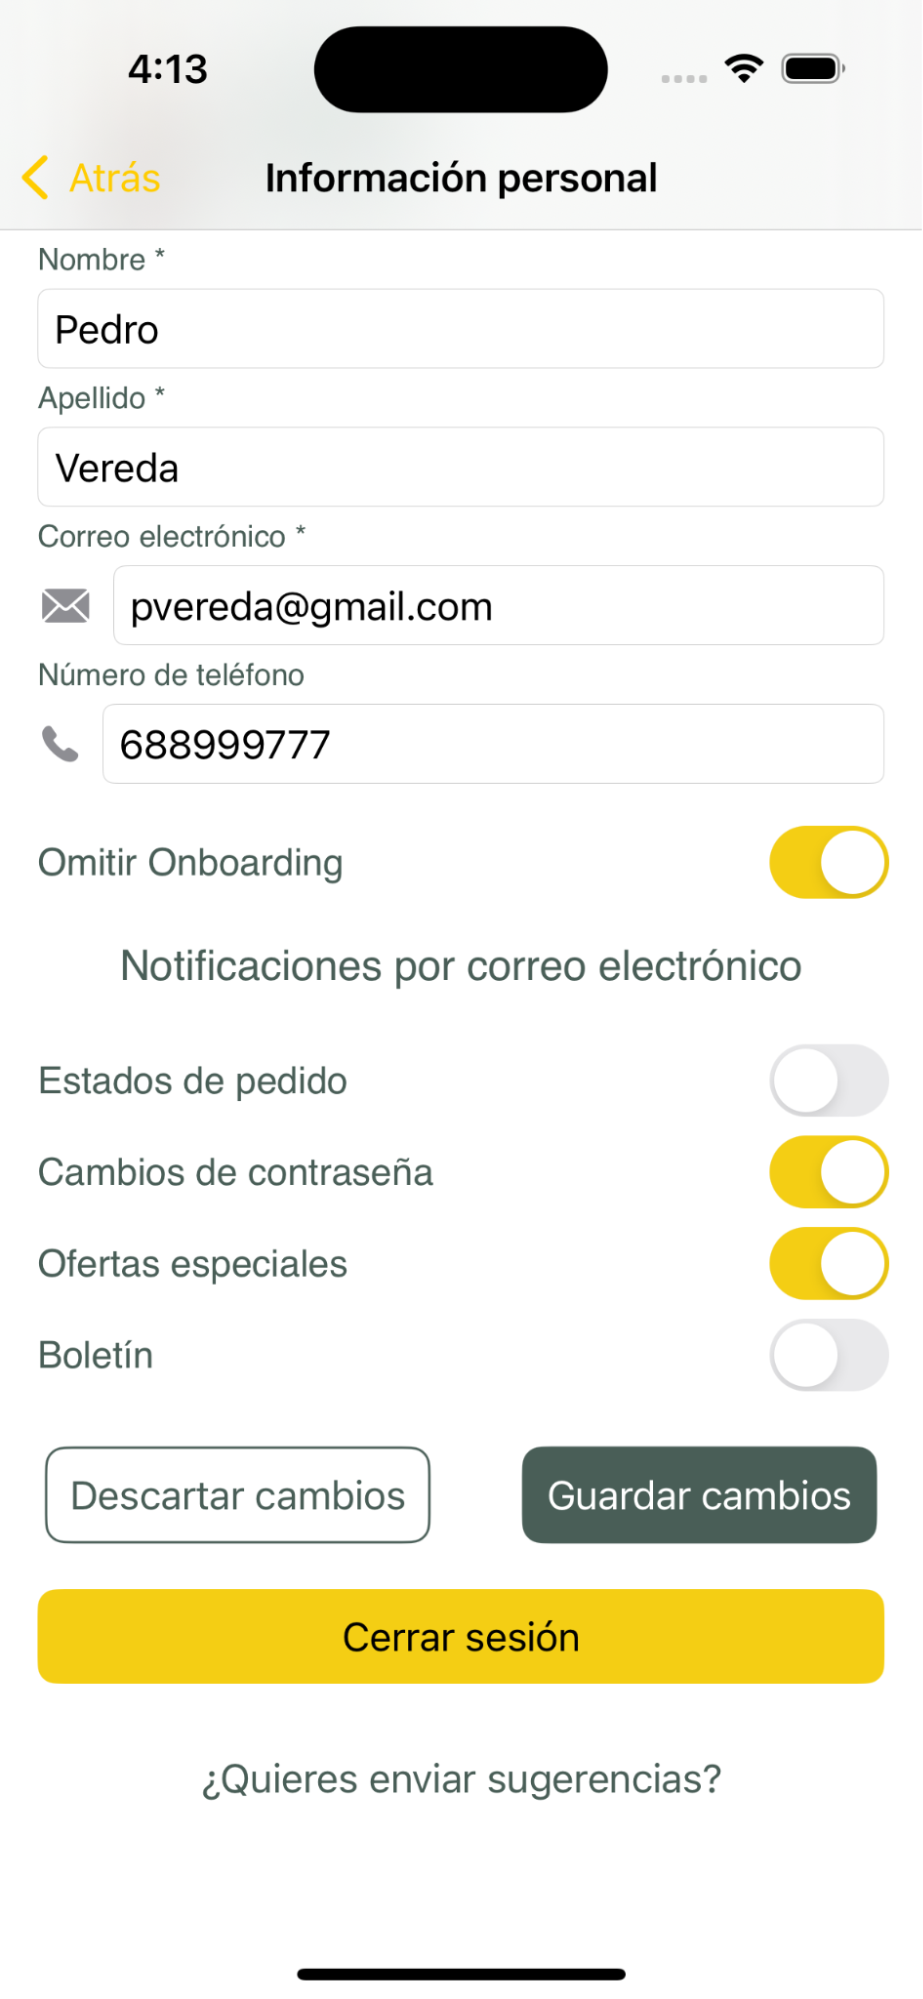 4:13
Atrás
Información personal
Nombre *
Pedro
Apellido *
Vereda
Correo electrónico *
pvereda@gmail.com
Número de teléfono
688999777
Omitir Onboarding
Notificaciones por correo electrónico
Estados de pedido
Cambios de contraseña
Ofertas especiales
Boletín
Descartar cambios
Guardar cambios
Cerrar sesión
¿Quieres enviar sugerencias?